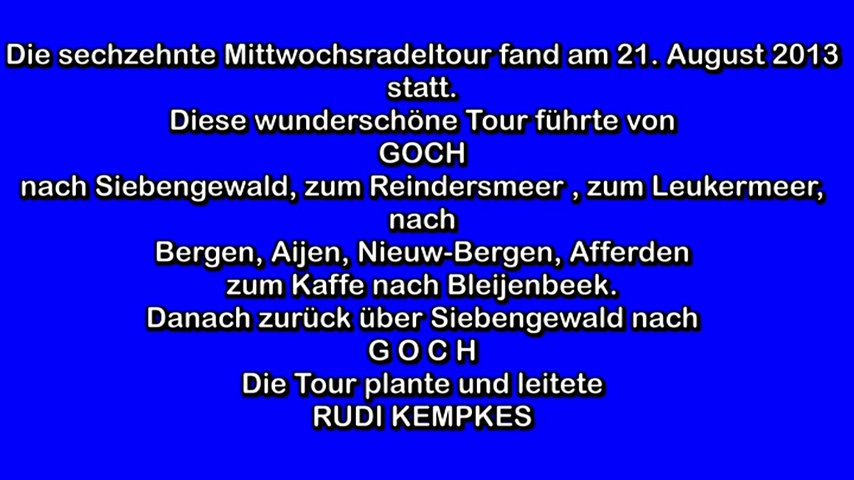 Die sechzehnte Mittwochsradeltour fand am 21. August 2013
statt.
Diese wunderschöne Tour führte von
GOCH
nach Siebengewald, zum Reindersmeer , zum Leukermeer,
nach
Bergen, Aijen, Nieuw-Bergen, Afferden
zum Kaffe nach Bleijenbeek.
Danach zurück über Siebengewald nach
G O C H
Die Tour plante und leitete
RUDI KEMPKES